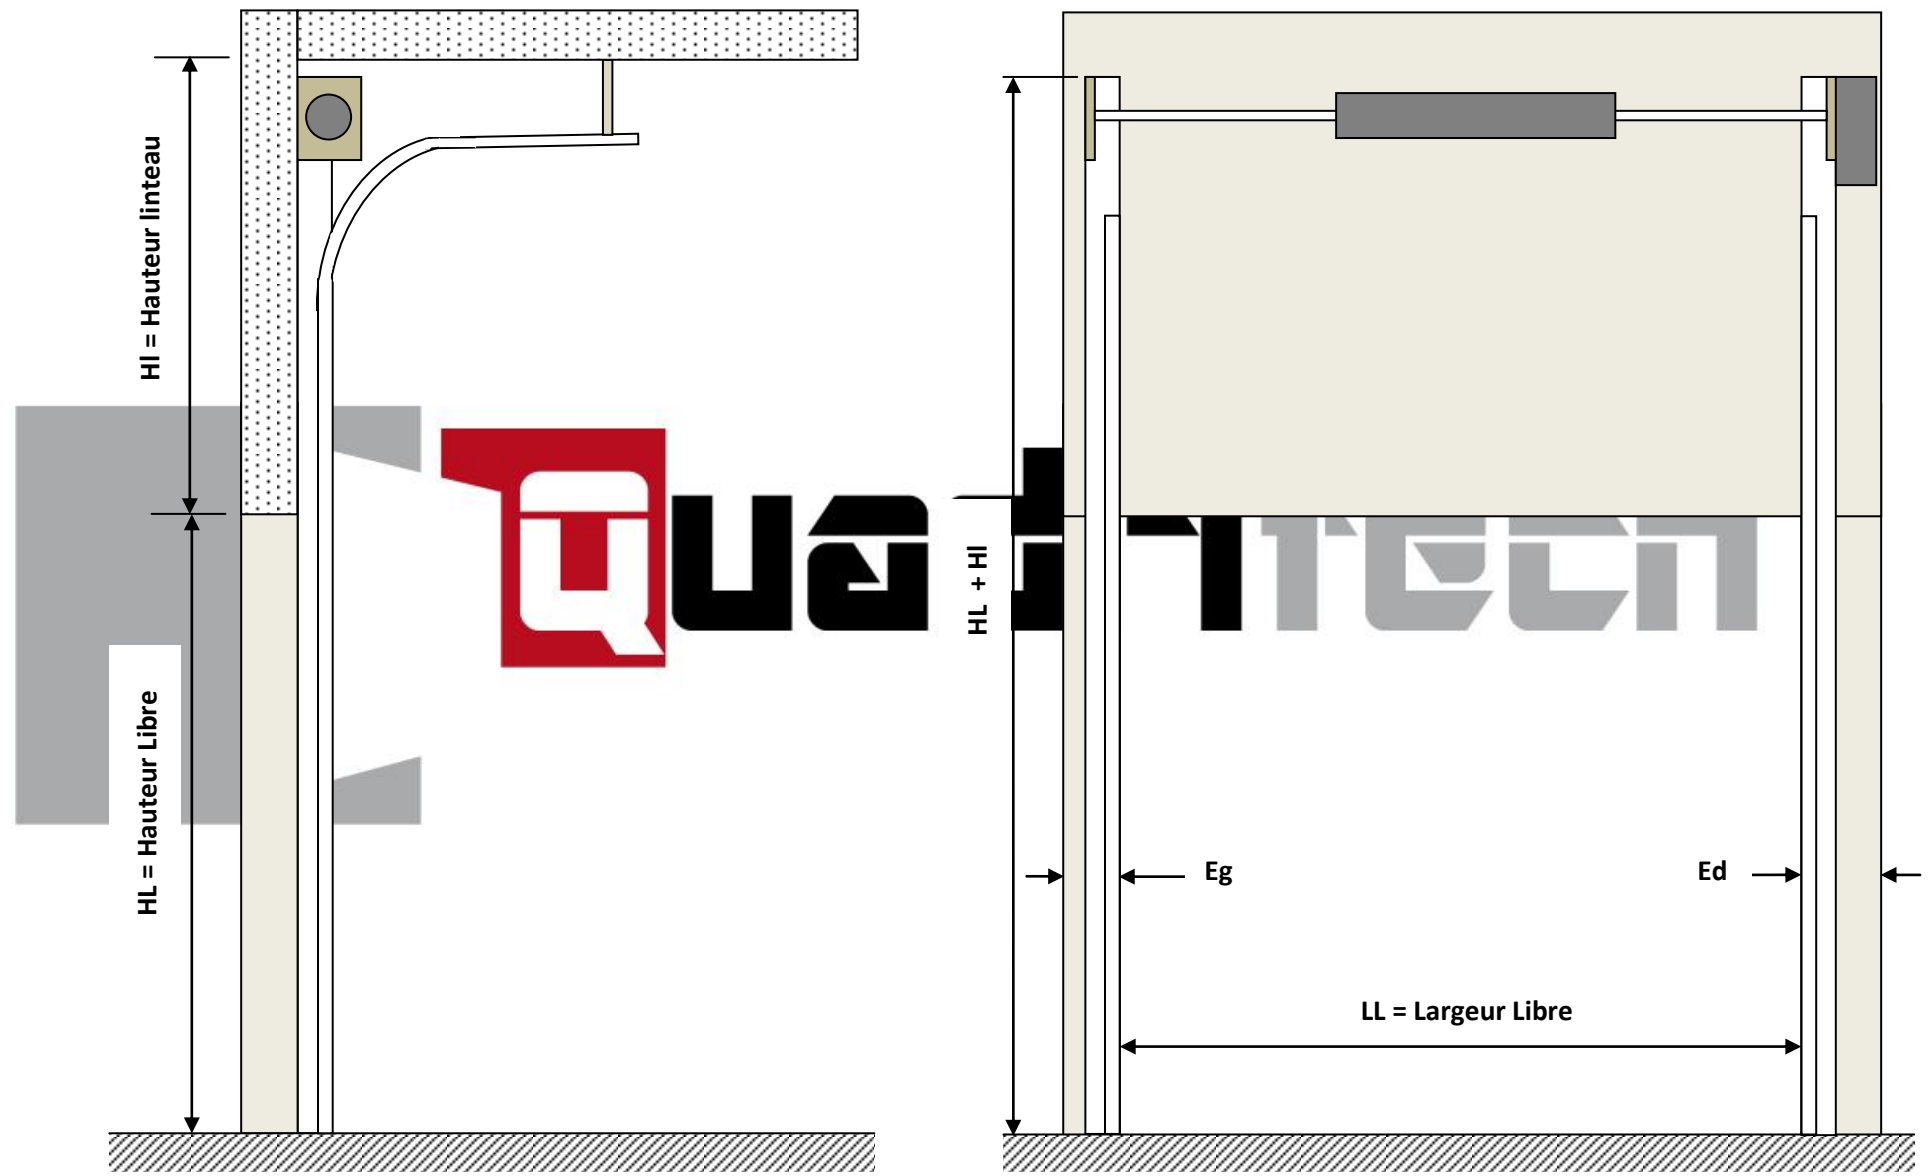 Hl = Hauteur linteau
HL = Hauteur Libre
HL + Hl
Eg
Ed
LL = Largeur Libre